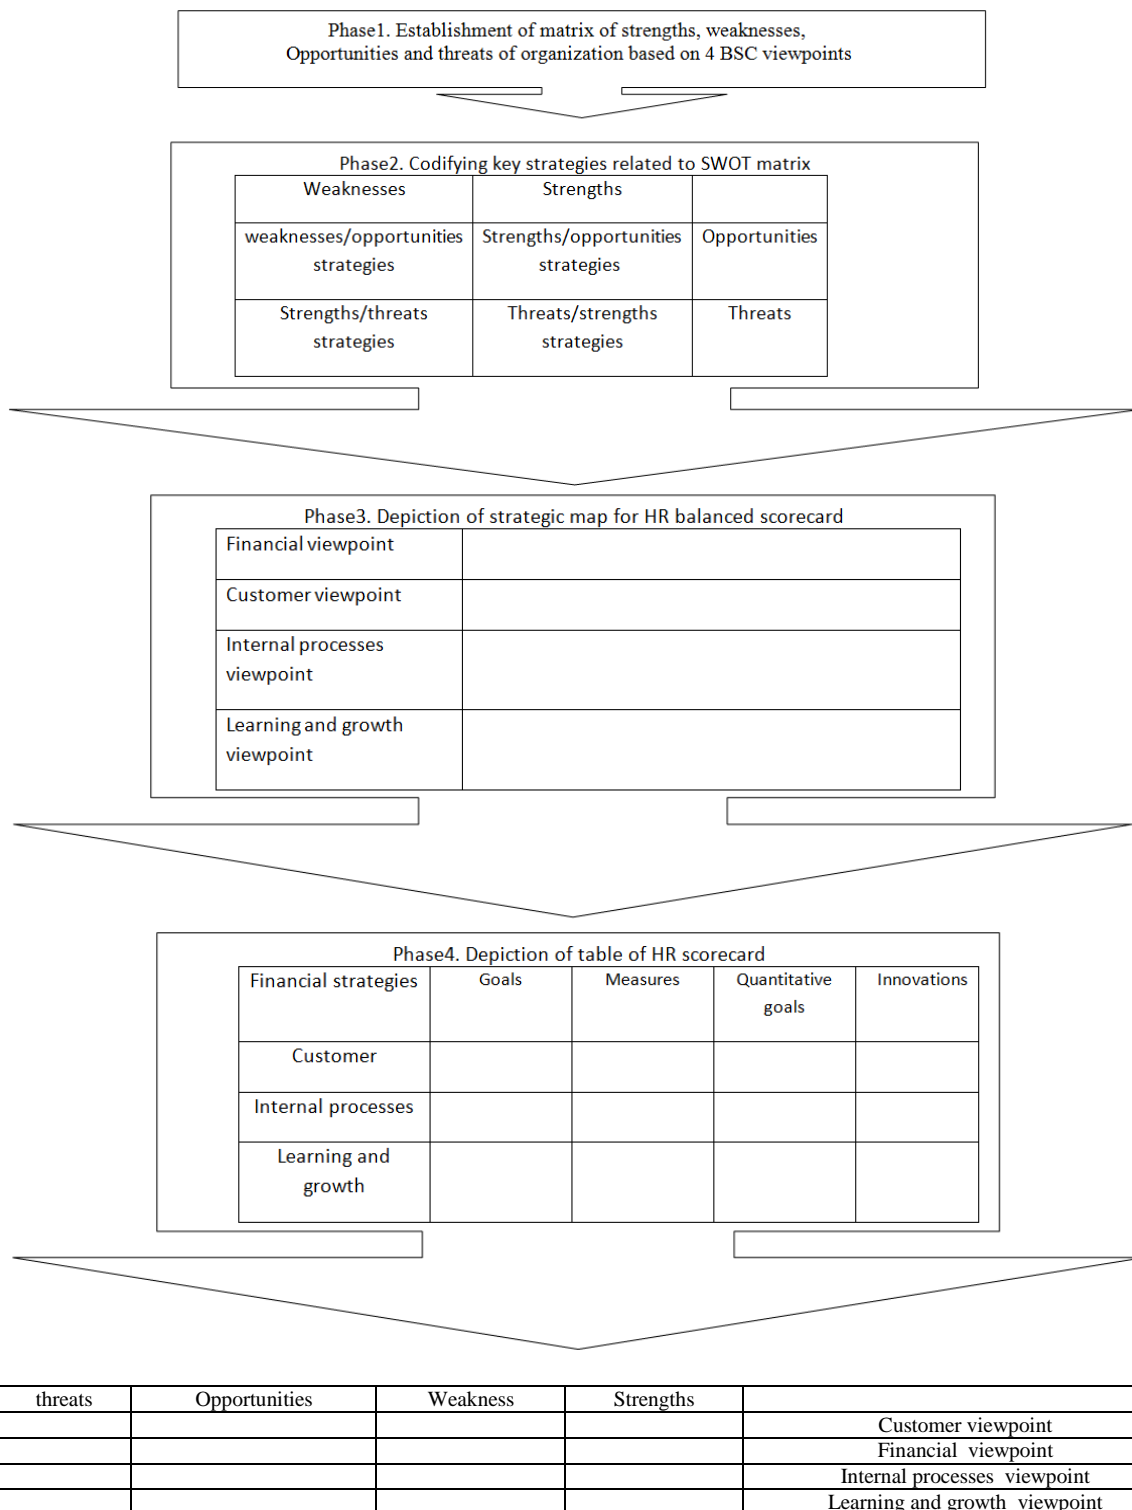 Phase1. Establishment of matrix of strengths, weaknesses,
Opportunities and threats of organization based on 4 BSC viewpoints
Phase2. Codifying key strategies related to SWOT matrix
Weaknesses Strengths
weaknesses/opportunities Strengths/opportunities Opportunities
strategies strategies
Strengths/threats Threats/strengths Threats
strategies strategies
Phase3. Depiction of strategic map for HR balanced scorecard
Financial viewpoint
Customer viewpoint
Internal processes
viewpoint
Learning and growth
viewpoint
Phase4. Depiction of table of HR scorecard
Financial strategies Goals Measures Quantitative Innovations
goals
Customer
Internal processes
Learning and
growth
threats Opportunities Weakness Strengths
Customer viewpoint
Financial viewpoint
Internal processes viewpoint
Learning and growth viewpoint